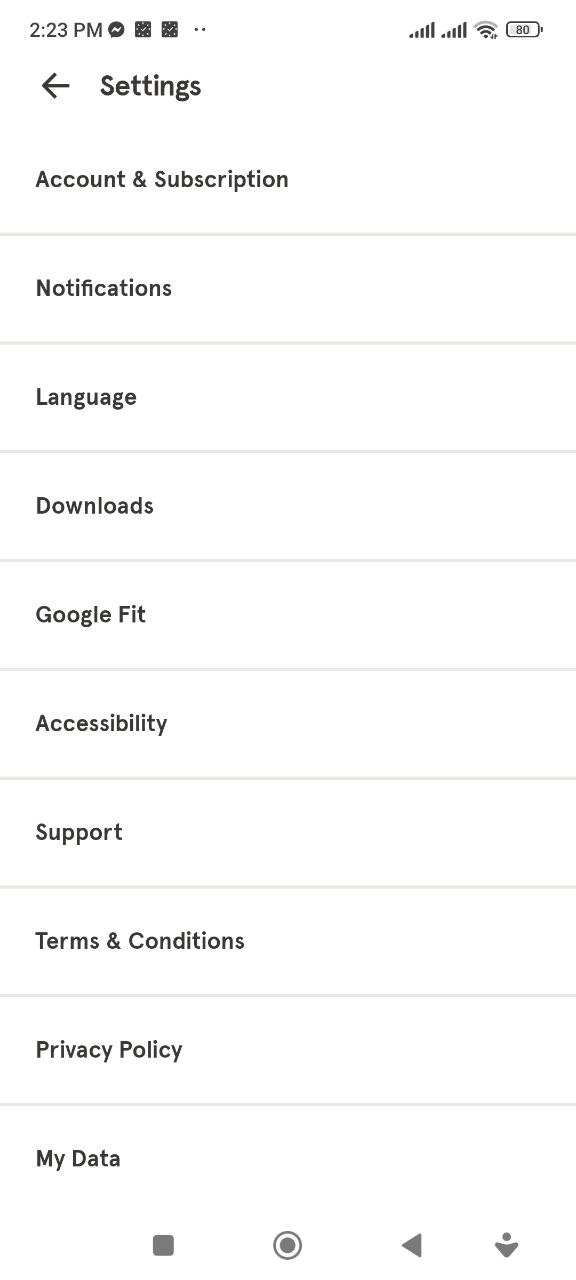 2:23 PM
80
Settings
Account & Subscription
Notifications
Language
Downloads
Google Fit
Accessibility
Support
Terms & Conditions
Privacy Policy
My Data